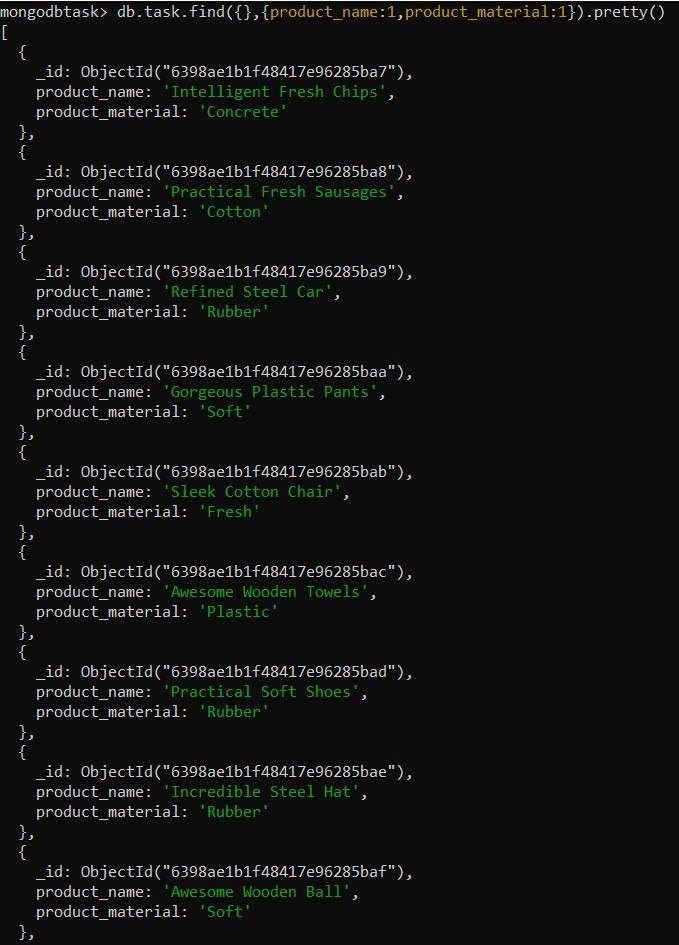 mongodbtask> db.task.find({},{product_name:1,product_material:1}).pretty()
[
  {
    _id: ObjectId("6398ae1b1f48417e96285ba7"),
    product_name: 'Intelligent Fresh Chips',
    product_material: 'Concrete'
  },
  {
    _id: ObjectId("6398ae1b1f48417e96285ba8"),
    product_name: 'Practical Fresh Sausages',
    product_material: 'Cotton'
  },
  {
    _id: ObjectId("6398ae1b1f48417e96285ba9"),
    product_name: 'Refined Steel Car',
    product_material: 'Rubber'
  },
  {
    _id: ObjectId("6398ae1b1f48417e96285baa"),
    product_name: 'Gorgeous Plastic Pants',
    product_material: 'Soft'
  },
  {
    _id: ObjectId("6398ae1b1f48417e96285bab"),
    product_name: 'Sleek Cotton Chair',
    product_material: 'Fresh'
  },
  {
    _id: ObjectId("6398ae1b1f48417e96285bac"),
    product_name: 'Awesome Wooden Towels',
    product_material: 'Plastic'
  },
  {
    _id: ObjectId("6398ae1b1f48417e96285bad"),
    product_name: 'Practical Soft Shoes',
    product_material: 'Rubber'
  },
  {
    _id: ObjectId("6398ae1b1f48417e96285bae"),
    product_name: 'Incredible Steel Hat',
    product_material: 'Rubber'
  },
  {
    _id: ObjectId("6398ae1b1f48417e96285baf"),
    product_name: 'Awesome Wooden Ball',
    product_material: 'Soft'
  },